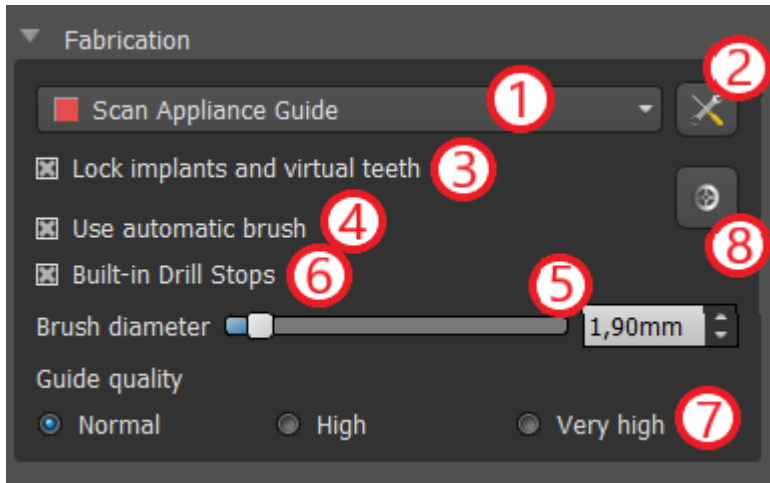 Fabrication
Scan Appliance Guide 1
2
Lock implants and virtual teeth 3
Use automatic brush 4
8
Built-in Drill Stops 6
5
Brush diameter 1,90mm
Guide quality
Normal High Very high 7